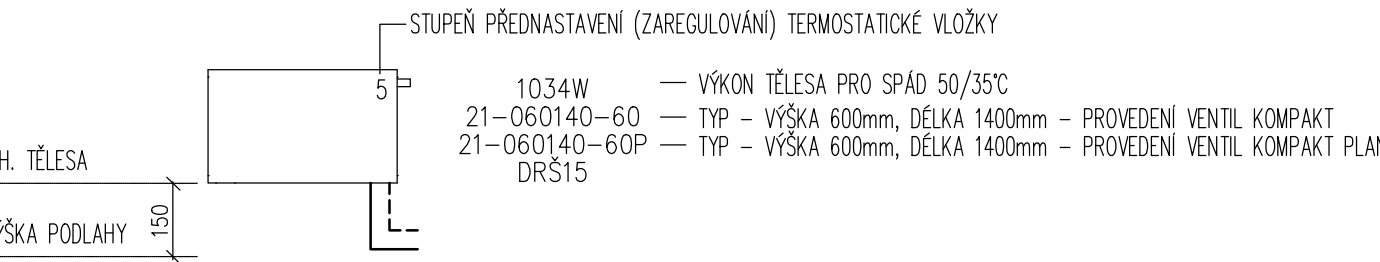 STUPEŇ PŘEDNASTAVENÍ (ZAREGULOVÁNÍ) TERMOSTATICKÉ VLOŽKY
5
1034W — VÝKON TĚLESA PRO SPÁD 50/35°C
21-060140-60 — TYP - VÝŠKA 600mm, DÉLKA 1400mm - PROVEDENÍ VENTIL KOMPAKT
21-060140-60P — TYP - VÝŠKA 600mm, DÉLKA 1400mm - PROVEDENÍ VENTIL KOMPAKT PLAN
DRŠ15
H. TĚLESA
150
ÝŠKA PODLAHY